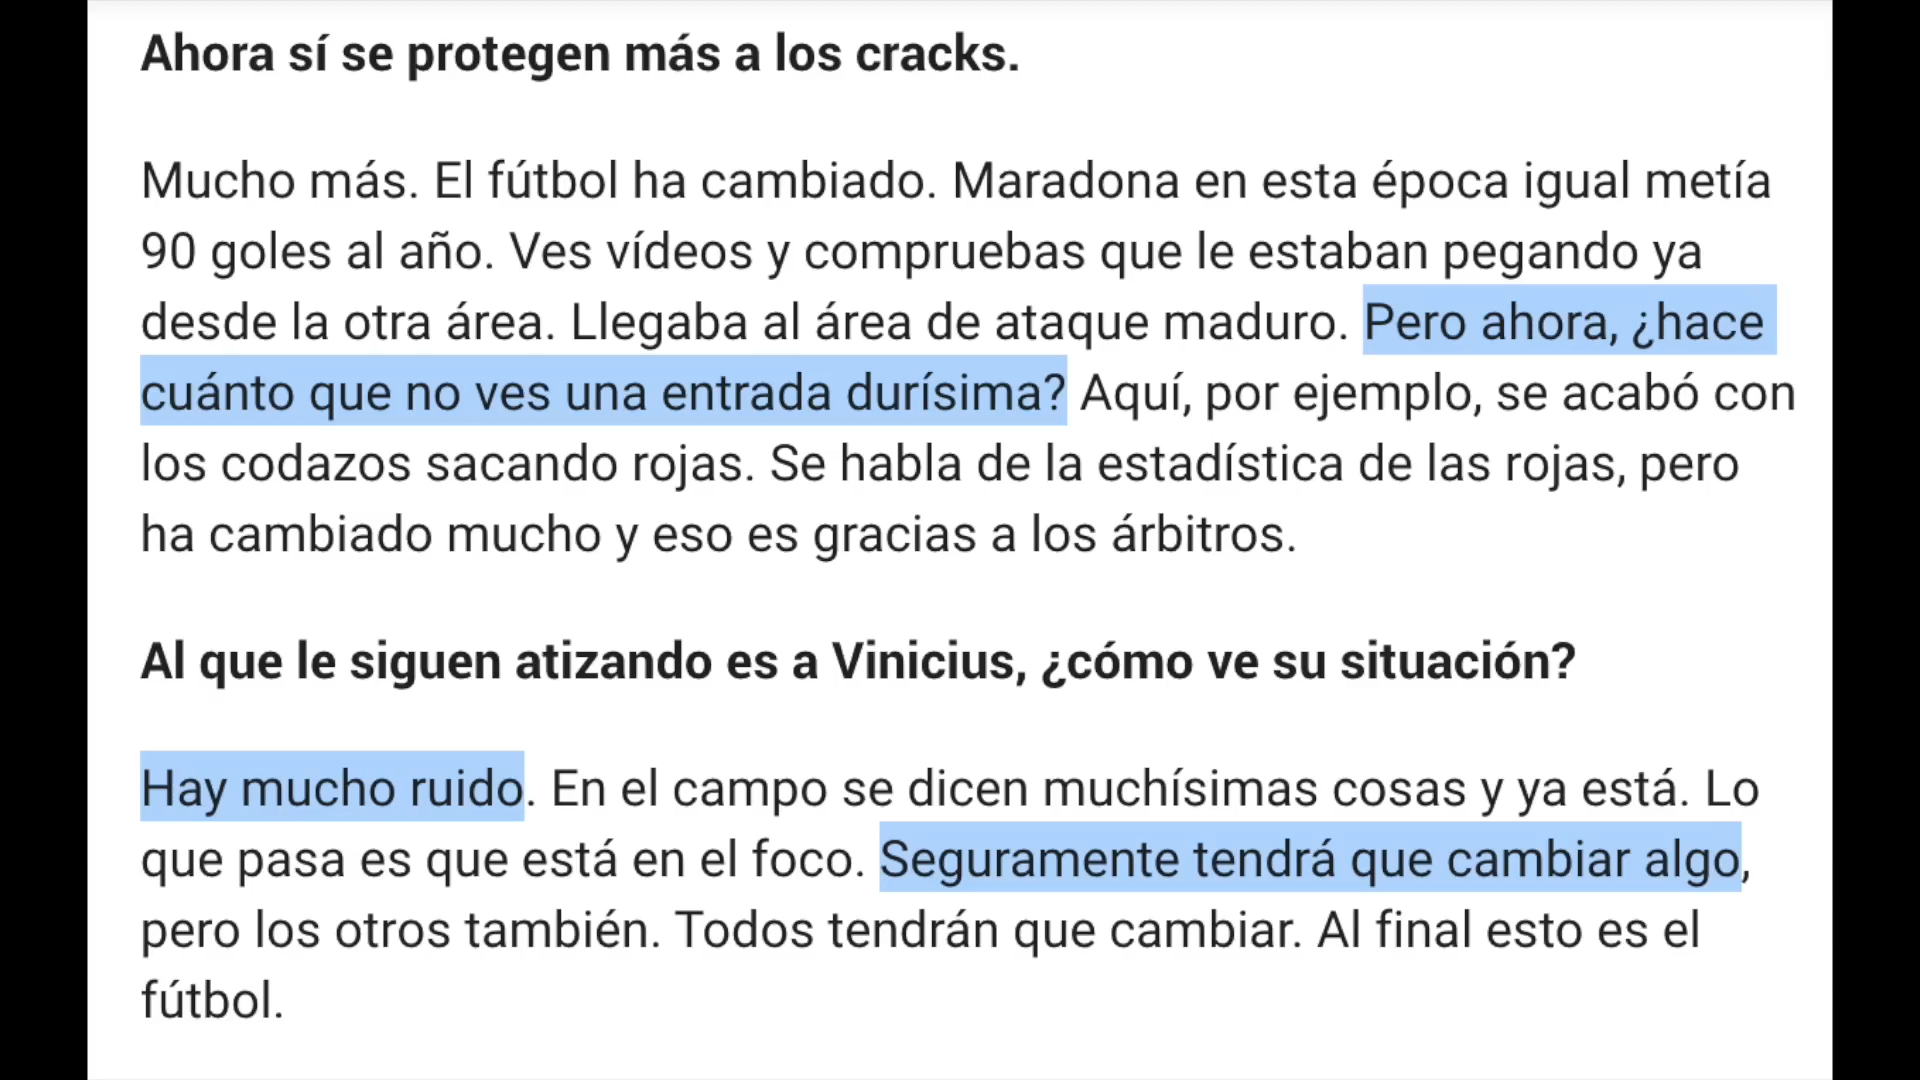 Ahora sí se protegen más a los cracks.
Mucho más. El fútbol ha cambiado. Maradona en esta época igual metía
90 goles al año. Ves vídeos y compruebas que le estaban pegando ya
desde la otra área. Llegaba al área de ataque maduro. Pero ahora, ¿hace
cuánto que no ves una entrada durísima? Aquí, por ejemplo, se acabó con
los codazos sacando rojas. Se habla de la estadística de las rojas, pero
ha cambiado mucho y eso es gracias a los árbitros.
Al que le siguen atizando es a Vinicius, ¿cómo ve su situación?
Hay mucho ruido. En el campo se dicen muchísimas cosas y ya está. Lo
que pasa es que está en el foco. Seguramente tendrá que cambiar algo,
pero los otros también. Todos tendrán que cambiar. Al final esto es el
fútbol.